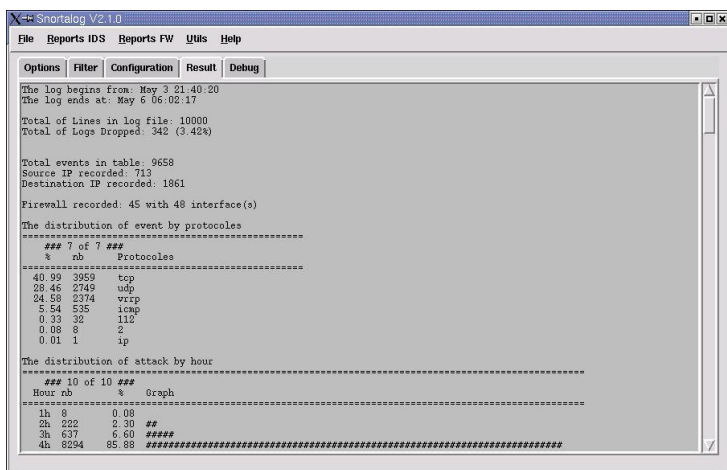 Snortalog V2.1.0
File Reports IDS Reports FW Utils Help
Options Filter Configuration Result Debug
The log begins from: May 3 21:40:20
The log ends at: May 6 06:02:17
Total of Lines in log file: 10000
Total of Logs Dropped: 342 (3.42%)
Total events in table: 9658
Source IP recorded: 713
Destination IP recorded: 1861
Firewall recorded: 45 with 48 interface(s)
The distribution of event by protocoles
==================================================
### 7 of 7 ###
% nb Protocoles
==================================================
40.99 3959 tcp
28.46 2749 udp
24.58 2374 vrrp
5.54 535 icmp
0.33 32 112
0.08 8 2
0.01 1 ip
The distribution of attack by hour
====================================================================================================
### 10 of 10 ###
Hour nb % Graph
====================================================================================================
1h 8 0.08
2h 222 2.30 ##
3h 637 6.60 #####
4h 8294 85.88 ##########################################################################